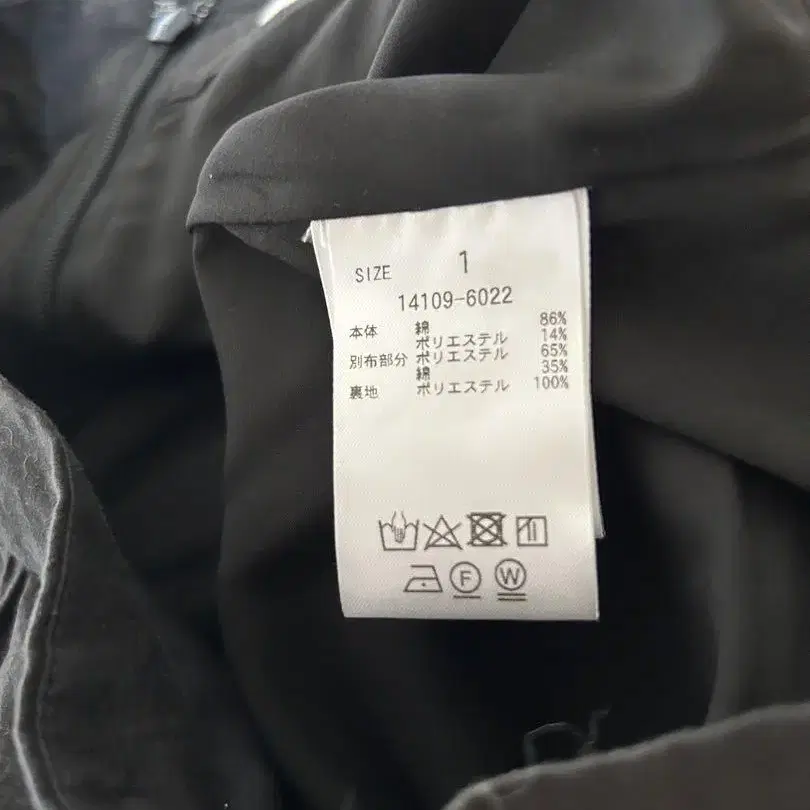 SIZE 1
14109-6022
本体 綿 86%
ポリエステル 14%
別布部分 ポリエステル 65%
綿 35%
裏地 ポリエステル 100%
F W